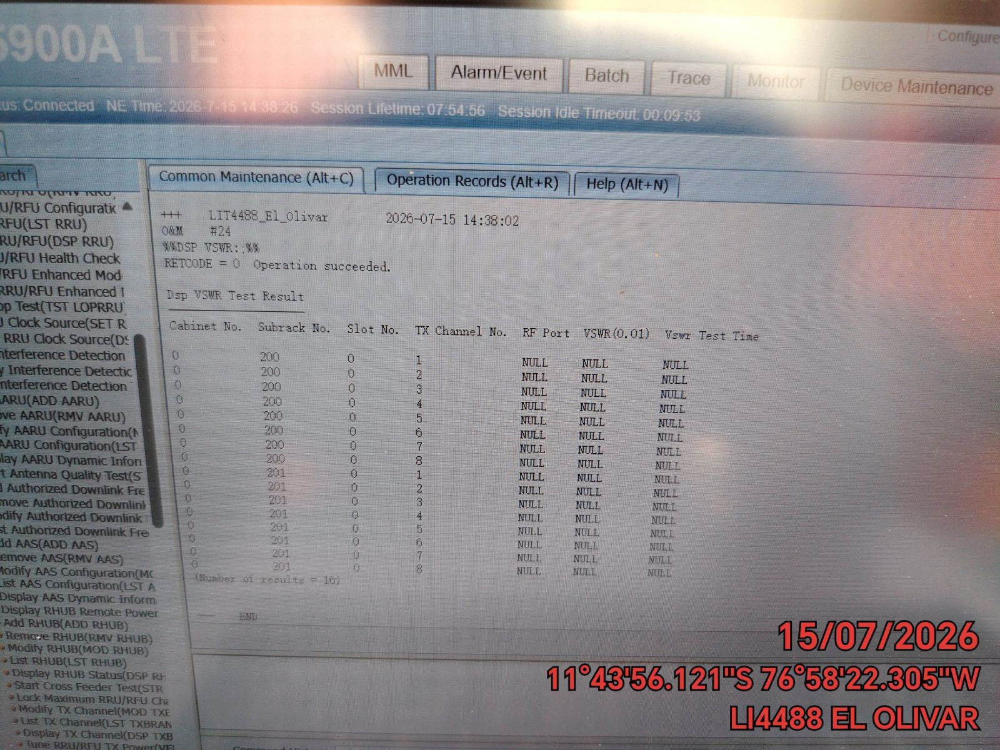 5900A LTE
Configure
MML Alarm/Event Batch Trace Monitor Device Maintenance
us: Connected NE Time: 2026-7-15 14:38:26 Session Lifetime: 07:54:56 Session Idle Timeout: 00:09:53
arch
Common Maintenance (Alt+C) Operation Records (Alt+R) Help (Alt+N)
U/RFU Configuratic
RFU(LST RRU)
RU/RFU(DSP RRU)
J/RFU Health Check
/RFU Enhanced Mod
RRU/RFU Enhanced I
op Test(TST LOPRRU
J Clock Source(SET R
RRU Clock Source(DS
nterference Detection
y Interference Detectic
nterference Detection
AARU(ADD AARU)
ove AARU(RMV AARU)
fy AARU Configuration(M
AARU Configuration(LST
lay AARU Dynamic Inforn
t Antenna Quality Test(S
d Authorized Downlink Fre
move Authorized Downlink
odify Authorized Downlink
st Authorized Downlink Fre
dd AAS(ADD AAS)
emove AAS(RMV AAS)
Modify AAS Configuration(MC
List AAS Configuration(LST A
Display AAS Dynamic Inform
Display RHUB Remote Power
Add RHUB(ADD RHUB)
Remove RHUB(RMV RHUB)
Modify RHUB(MOD RHUB)
List RHUB(LST RHUB)
Display RHUB Status(DSP RH
Start Cross Feeder Test(STR
Lock Maximum RRU/RFU Cha
Modify TX Channel(MOD TXB
List TX Channel(LST TXBRAN
Display TX Channel(DSP TXB
Tune RRU/RFU TX Power(VE
+++ LIT4488_El_Olivar 2026-07-15 14:38:02
O&M #24
%%DSP VSWR:;%%
RETCODE = 0 Operation succeeded.
Dsp VSWR Test Result
Cabinet No. Subrack No. Slot No. TX Channel No. RF Port VSWR(0.01) Vswr Test Time
0 200 0 1 NULL NULL NULL
0 200 0 2 NULL NULL NULL
0 200 0 3 NULL NULL NULL
0 200 0 4 NULL NULL NULL
0 200 0 5 NULL NULL NULL
0 200 0 6 NULL NULL NULL
0 200 0 7 NULL NULL NULL
0 200 0 8 NULL NULL NULL
0 201 0 1 NULL NULL NULL
0 201 0 2 NULL NULL NULL
0 201 0 3 NULL NULL NULL
0 201 0 4 NULL NULL NULL
0 201 0 5 NULL NULL NULL
0 201 0 6 NULL NULL NULL
0 201 0 7 NULL NULL NULL
0 201 0 8 NULL NULL NULL
(Number of results = 16)
--- END
15/07/2026
11°43'56.121"S 76°58'22.305"W
LI4488 EL OLIVAR